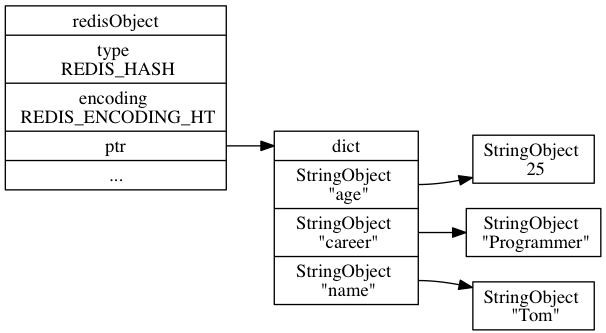 redisObject
type
REDIS_HASH
encoding
REDIS_ENCODING_HT
ptr
...
dict
StringObject
"age"
StringObject
"career"
StringObject
"name"
StringObject
25
StringObject
"Programmer"
StringObject
"Tom"